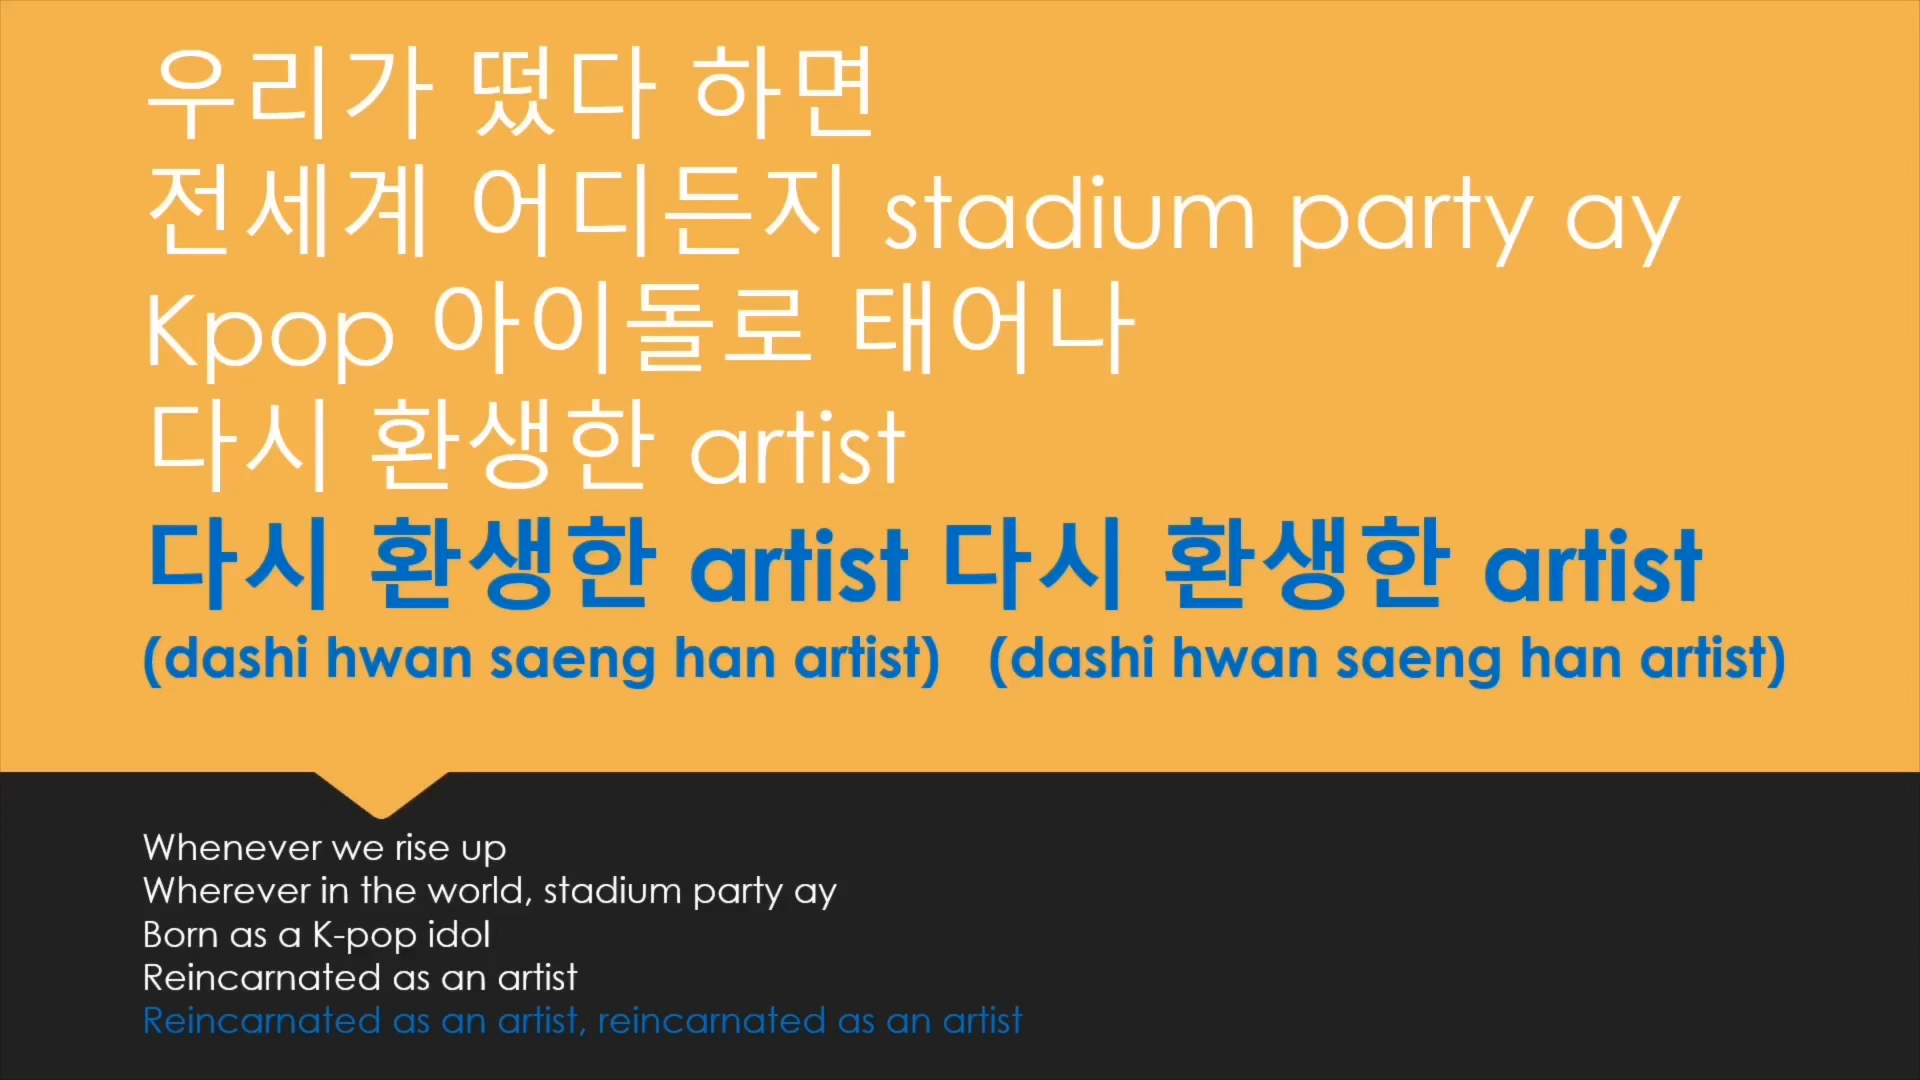 우리가 떴다 하면
전세계 어디든지 stadium party ay
Kpop 아이돌로 태어나
다시 환생한 artist
다시 환생한 artist 다시 환생한 artist
(dashi hwan saeng han artist) (dashi hwan saeng han artist)
Whenever we rise up
Wherever in the world, stadium party ay
Born as a K-pop idol
Reincarnated as an artist
Reincarnated as an artist, reincarnated as an artist